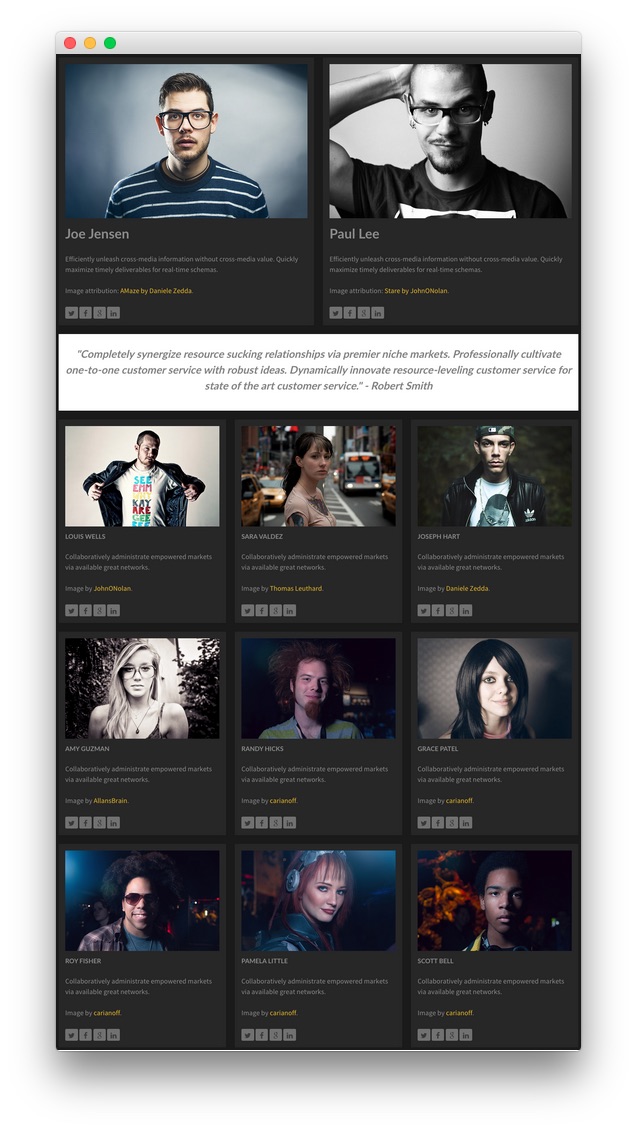 Joe Jensen
Efficiently unleash cross-media information without cross-media value. Quickly
maximize timely deliverables for real-time schemas.
Image attribution: AMaze by Daniele Zedda.
Paul Lee
Efficiently unleash cross-media information without cross-media value. Quickly
maximize timely deliverables for real-time schemas.
Image attribution: Stare by JohnONolan.
"Completely synergize resource sucking relationships via premier niche markets. Professionally cultivate
one-to-one customer service with robust ideas. Dynamically innovate resource-leveling customer service for
state of the art customer service." - Robert Smith
LOUIS WELLS
Collaboratively administrate empowered markets
via available great networks.
Image by JohnONolan.
SARA VALDEZ
Collaboratively administrate empowered markets
via available great networks.
Image by Thomas Leuthard.
adidas
JOSEPH HART
Collaboratively administrate empowered markets
via available great networks.
Image by Daniele Zedda.
AMY GUZMAN
Collaboratively administrate empowered markets
via available great networks.
Image by AllansBrain.
RANDY HICKS
Collaboratively administrate empowered markets
via available great networks.
Image by carianoff.
GRACE PATEL
Collaboratively administrate empowered markets
via available great networks.
Image by carianoff.
ROY FISHER
Collaboratively administrate empowered markets
via available great networks.
Image by carianoff.
PAMELA LITTLE
Collaboratively administrate empowered markets
via available great networks.
Image by carianoff.
SCOTT BELL
Collaboratively administrate empowered markets
via available great networks.
Image by carianoff.